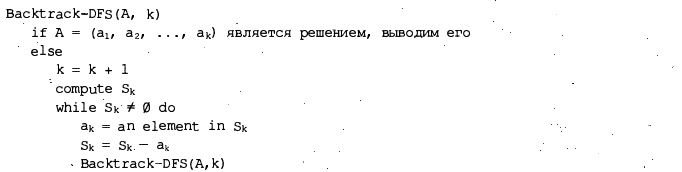 Backtrack-DFS(A, k)
if A = (a₁, a₂, ..., aₖ) является решением, выводим его
else
k = k + 1
compute Sₖ
while Sₖ ≠ Ø do
aₖ = an element in Sₖ
Sₖ = Sₖ - aₖ
Backtrack-DFS(A,k)